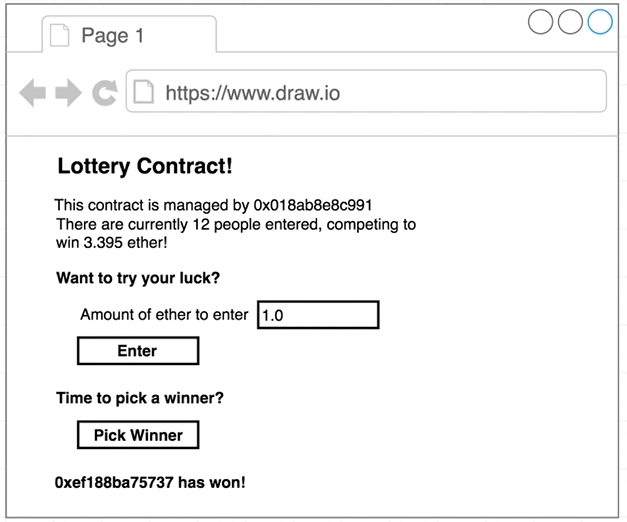 Page 1
https://www.draw.io
Lottery Contract!
This contract is managed by 0x018ab8e8c991
There are currently 12 people entered, competing to
win 3.395 ether!
Want to try your luck?
Amount of ether to enter 1.0
Enter
Time to pick a winner?
Pick Winner
0xef188ba75737 has won!